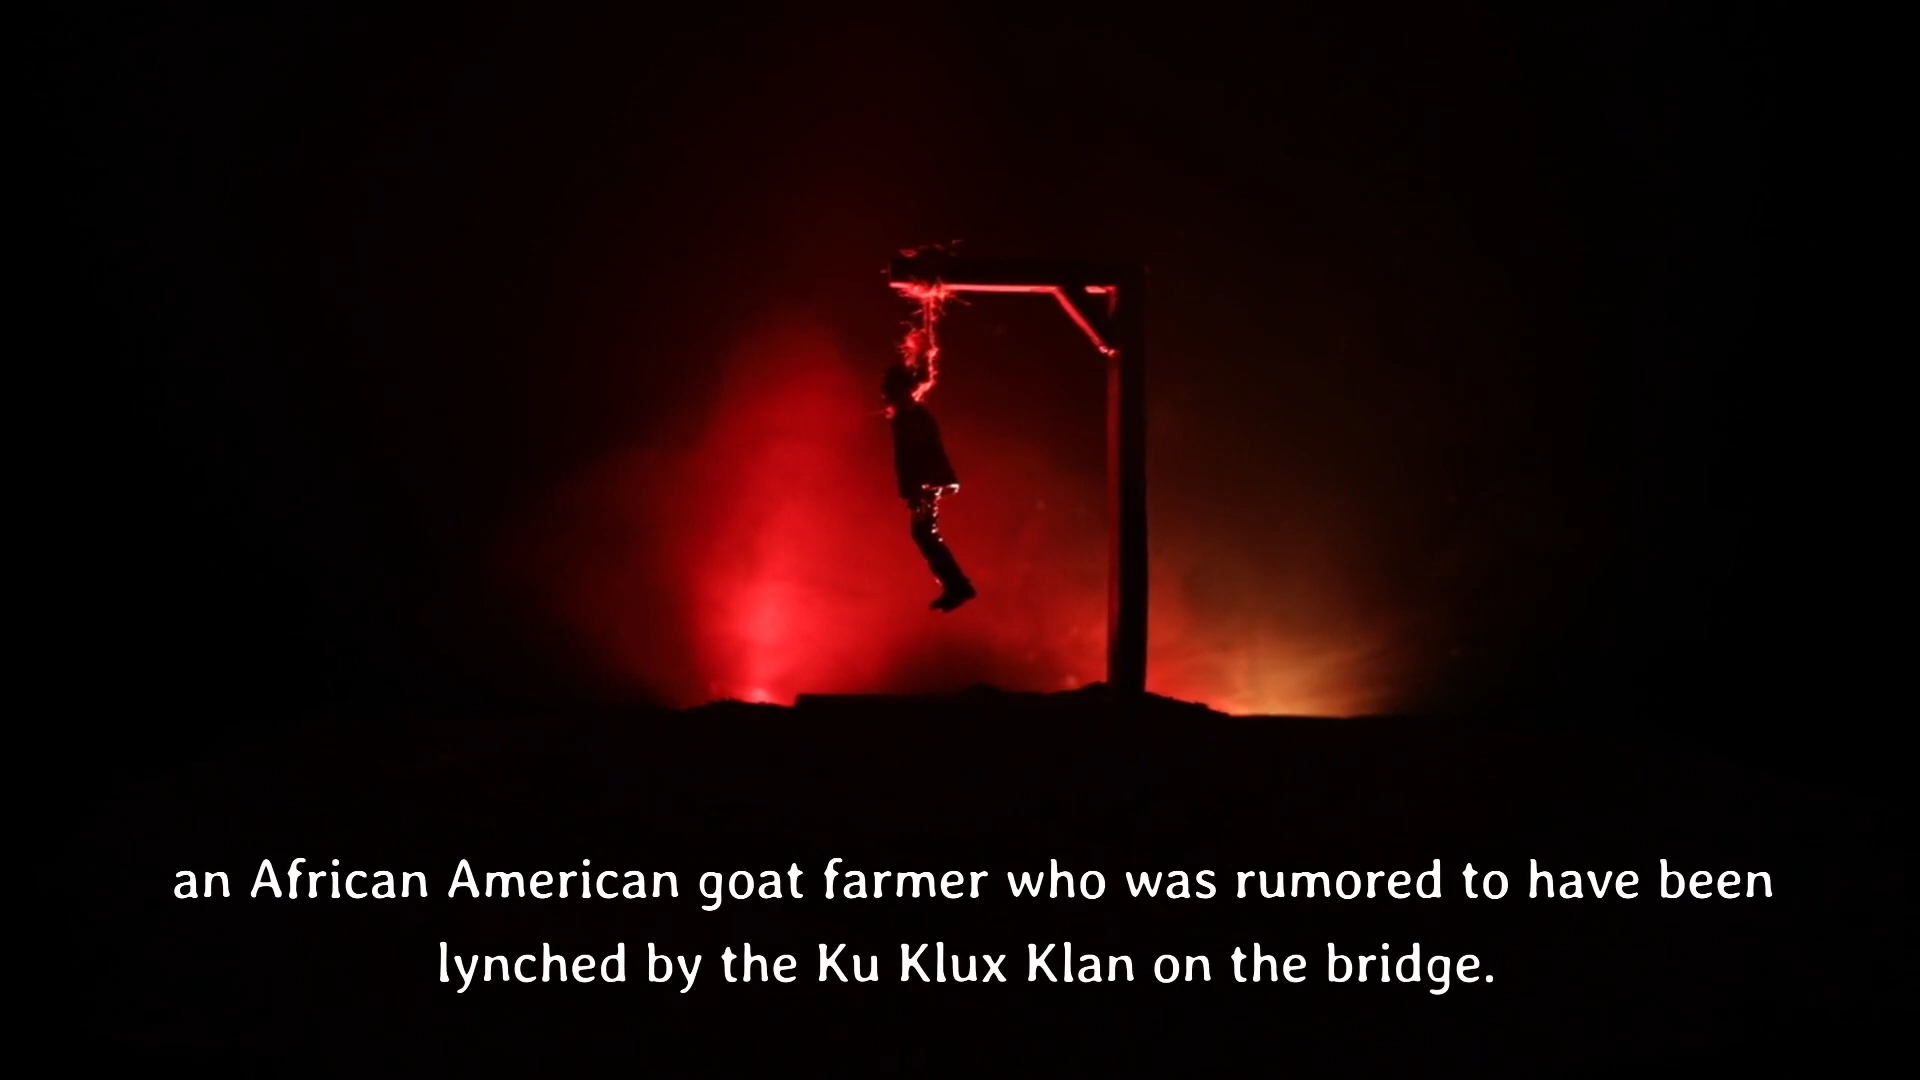 an African American goat farmer who was rumored to have been
lynched by the Ku Klux Klan on the bridge.